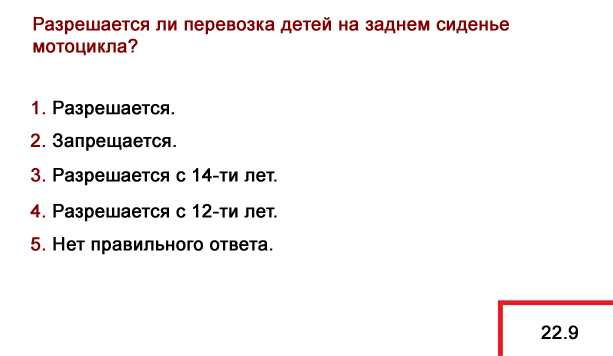 Разрешается ли перевозка детей на заднем сиденье
мотоцикла?
1. Разрешается.
2. Запрещается.
3. Разрешается с 14-ти лет.
4. Разрешается с 12-ти лет.
5. Нет правильного ответа.
22.9